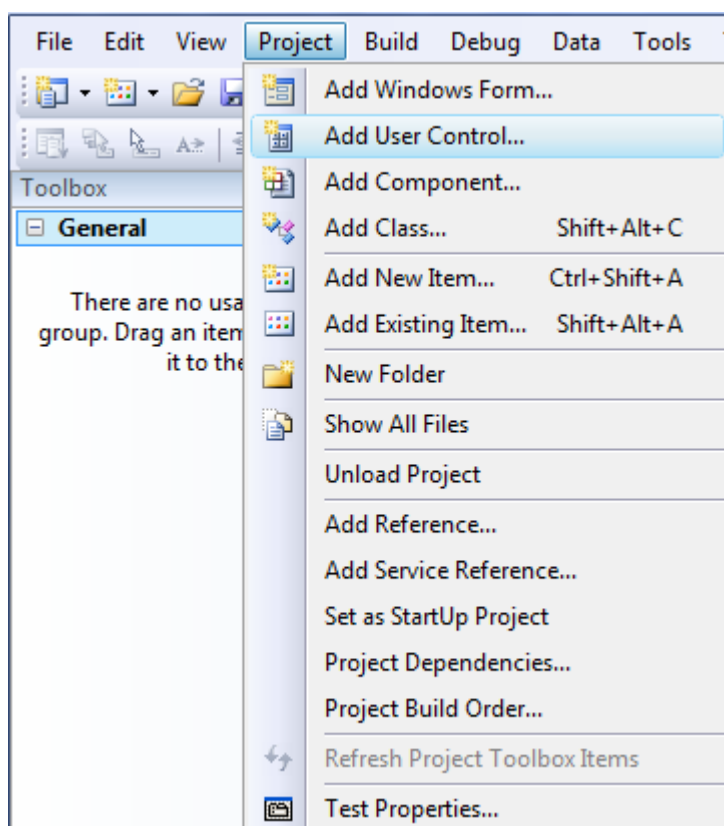 File Edit View Project Build Debug Data Tools
Add Windows Form...
Add User Control...
Toolbox
Add Component...
General
Add Class... Shift+Alt+C
Add New Item... Ctrl+Shift+A
There are no
Add Existing Item... Shift+Alt+A
group. Drag an
it to
New Folder
Show All Files
Unload Project
Add Reference...
Add Service Reference...
Set as StartUp Project
Project Dependencies...
Project Build Order...
Refresh Project Toolbox Items
Test Properties...